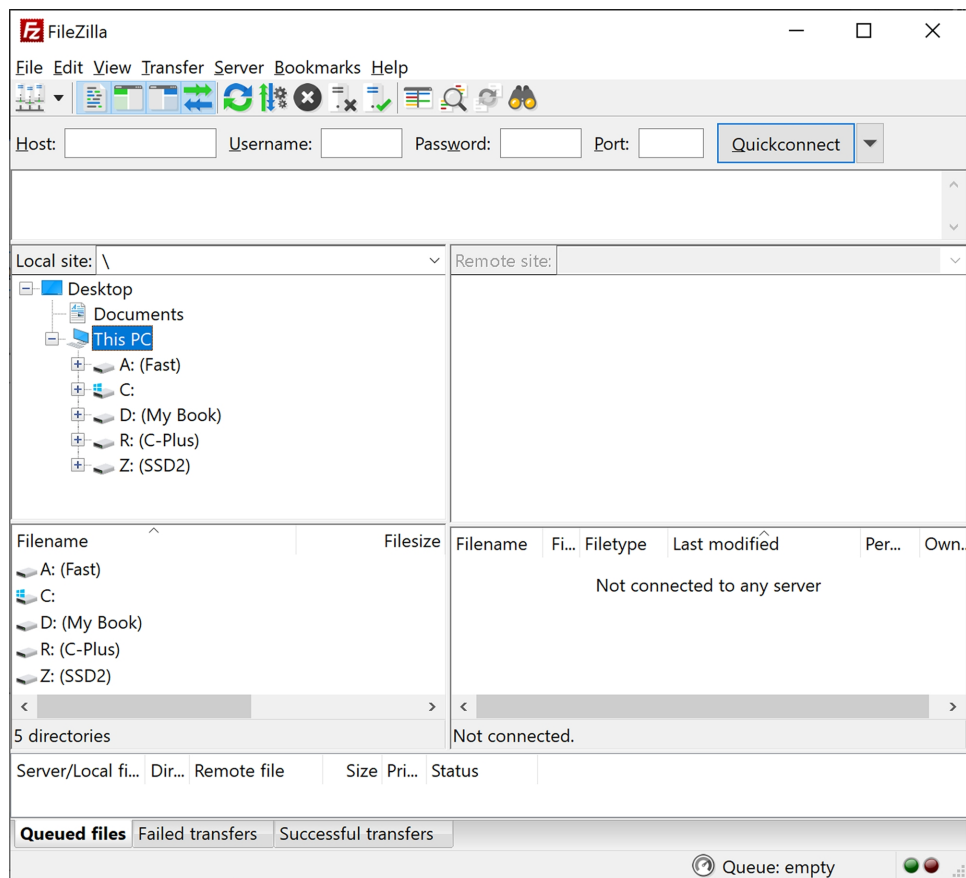 FileZilla
File Edit View Transfer Server Bookmarks Help
Host: Username: Password: Port: Quickconnect
Local site: \
Remote site:
Desktop
Documents
This PC
A: (Fast)
C:
D: (My Book)
R: (C-Plus)
Z: (SSD2)
Filename Filesize
A: (Fast)
C:
D: (My Book)
R: (C-Plus)
Z: (SSD2)
5 directories
Filename Fi... Filetype Last modified Per... Own..
Not connected to any server
Not connected.
Server/Local fi... Dir... Remote file Size Pri... Status
Queued files Failed transfers Successful transfers
Queue: empty